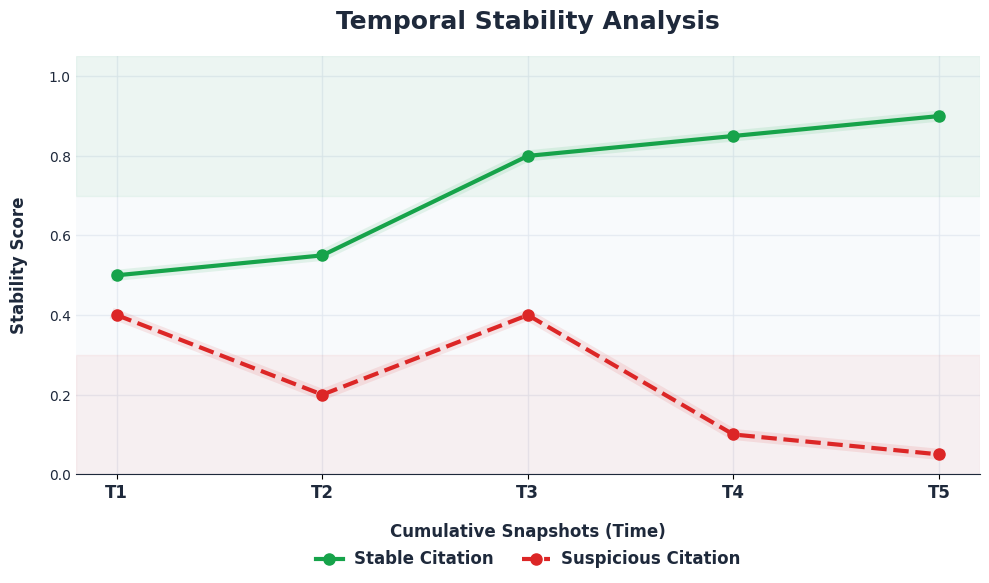 Temporal Stability Analysis
Stability Score
1.0
0.8
0.6
0.4
0.2
0.0
T1 T2 T3 T4 T5
Cumulative Snapshots (Time)
Stable Citation Suspicious Citation